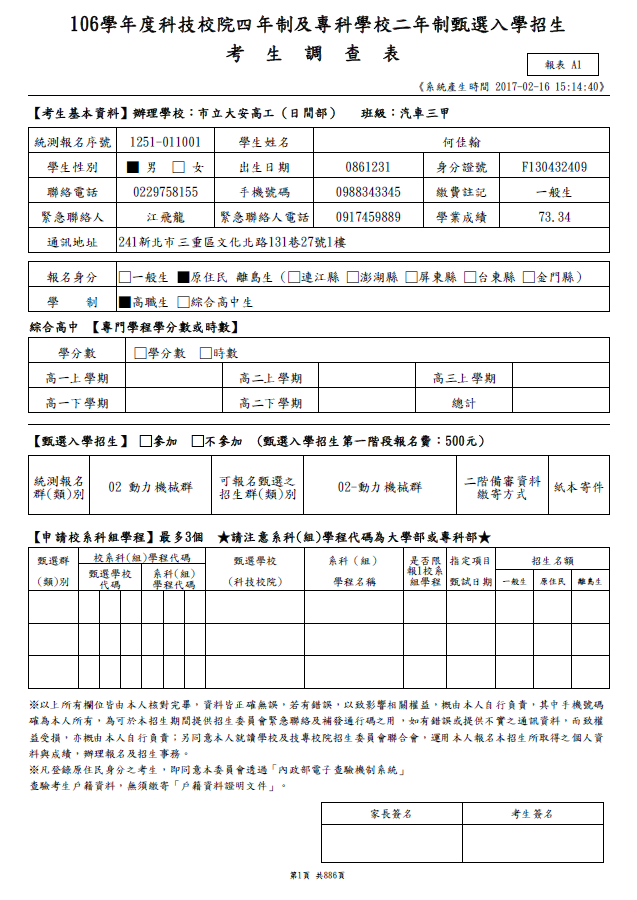 106學年度科技校院四年制及專科學校二年制甄選入學招生
考 生 調 查 表
報表 A1
《系統產生時間 2017-02-16 15:14:40》
【考生基本資料】辦理學校：市立大安高工（日間部） 班級：汽車三甲
統測報名序號 1251-011001 學生姓名 何佳翰
學生性別 ■ 男 □ 女 出生日期 0861231 身分證號 F130432409
聯絡電話 0229758155 手機號碼 0988343345 繳費註記 一般生
緊急聯絡人 江飛龍 緊急聯絡人電話 0917459889 學業成績 73.34
通訊地址 241新北市三重區文化北路131巷27號1樓
報名身分 □一般生 ■原住民 離島生（□連江縣 □澎湖縣 □屏東縣 □台東縣 □金門縣）
學 制 ■高職生 □綜合高中生
綜合高中 【專門學程學分數或時數】
學分數 □學分數 □時數
高一上學期 高二上學期 高三上學期
高一下學期 高二下學期 總計
【甄選入學招生】 □參加 □不參加 （甄選入學招生第一階段報名費：500元）
統測報名群(類)別 02 動力機械群 可報名甄選之招生群(類)別 02-動力機械群 二階備審資料繳寄方式 紙本寄件
【申請校系科組學程】最多3個 ★請注意系科(組)學程代碼為大學部或專科部★
甄選群(類)別 校系科(組)學程代碼 甄選學校(科技校院) 系科（組）學程名稱 是否限報1校系組學程 指定項目甄試日期 招生名額
甄選學校代碼 系科(組)學程代碼 一般生 原住民 離島生
※以上所有欄位皆由本人核對完畢，資料皆正確無誤，若有錯誤，以致影響相關權益，概由本人自行負責，其中手機號碼
確為本人所有，為可於本招生期間提供招生委員會緊急聯絡及補發通行碼之用，如有錯誤或提供不實之通訊資料，而致權
益受損，亦概由本人自行負責；另同意本人就讀學校及技專校院招生委員會聯合會，運用本人報名本招生所取得之個人資
料與成績，辦理報名及招生事務。
※凡登錄原住民身分之考生，即同意本委員會透過「內政部電子查驗機制系統」
查驗考生戶籍資料，無須繳寄「戶籍資料證明文件」。
家長簽名 考生簽名
第1頁 共886頁